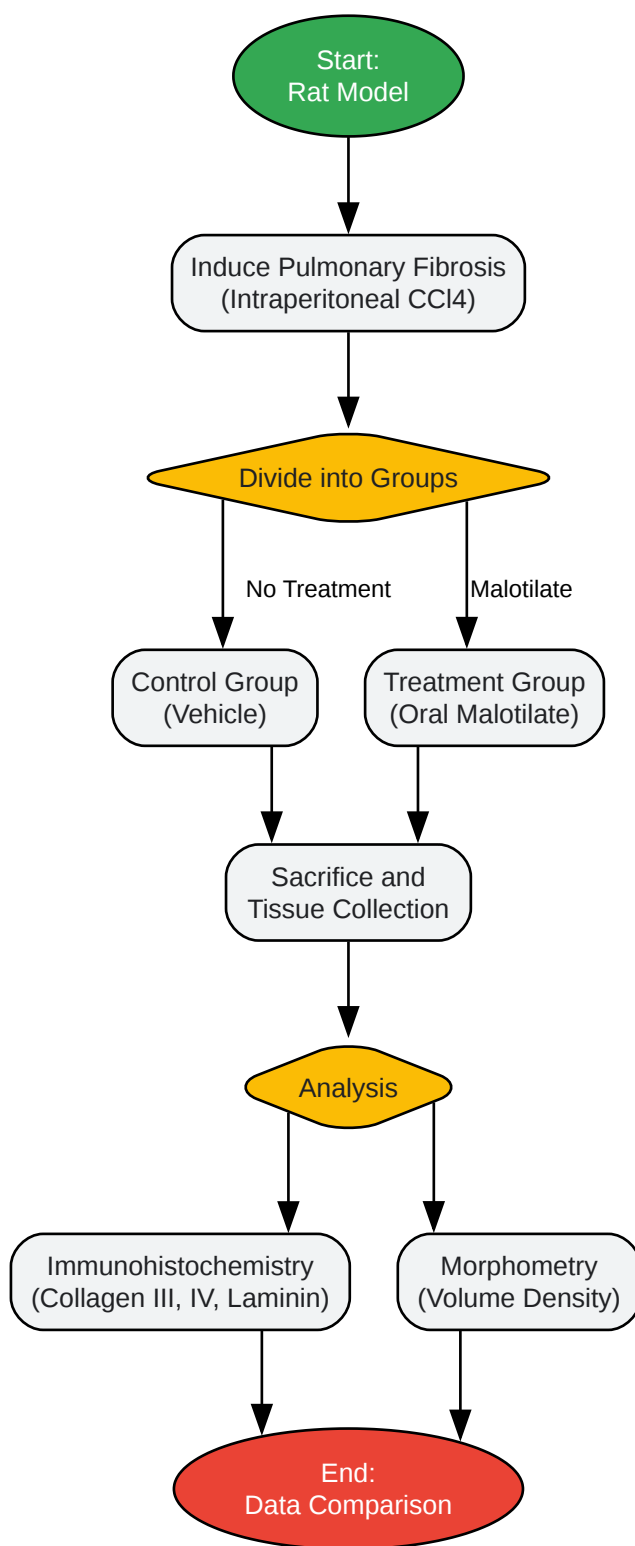 Start:
Rat Model
Induce Pulmonary Fibrosis
(Intraperitoneal CCl4)
Divide into Groups
No Treatment
Malotilate
Control Group
(Vehicle)
Treatment Group
(Oral Malotilate)
Sacrifice and
Tissue Collection
Analysis
Immunohistochemistry
(Collagen III, IV, Laminin)
Morphometry
(Volume Density)
End:
Data Comparison